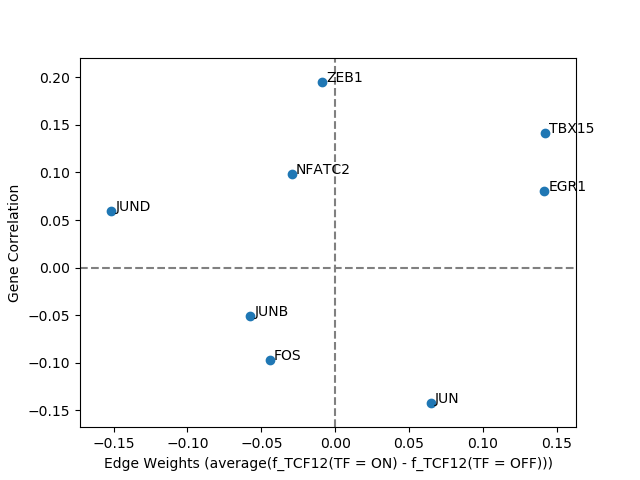 ZEB1
TBX15
NFATC2
EGR1
JUND
JUNB
FOS
JUN
0.20
0.15
0.10
0.05
0.00
−0.05
−0.10
−0.15
Gene Correlation
−0.15 −0.10 −0.05 0.00 0.05 0.10 0.15
Edge Weights (average(f_TCF12(TF = ON) - f_TCF12(TF = OFF)))